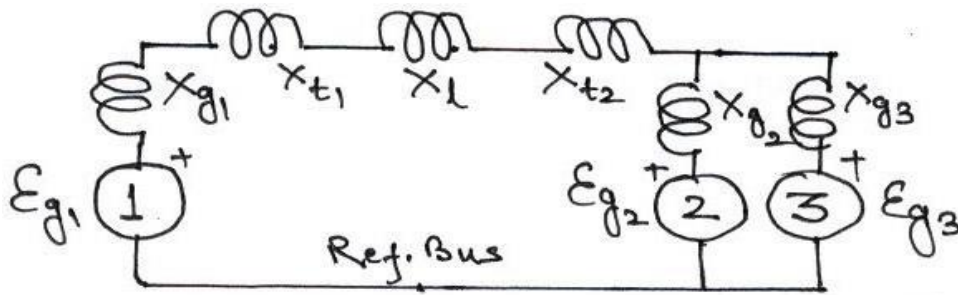 Xg1 Xt1 Xl Xt2 Xg2 Xg3
Eg1 1 + Eg2 + 2 3 + Eg3
Ref. Bus